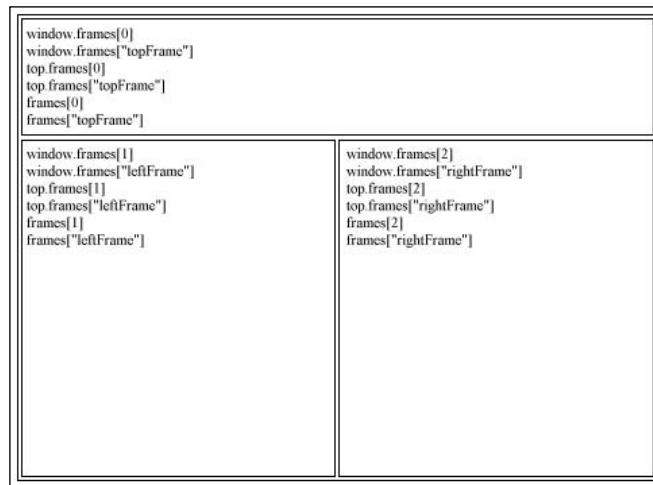 window.frames[0]
window.frames["topFrame"]
top.frames[0]
top.frames["topFrame"]
frames[0]
frames["topFrame"]
window.frames[1]
window.frames["leftFrame"]
top.frames[1]
top.frames["leftFrame"]
frames[1]
frames["leftFrame"]
window.frames[2]
window.frames["rightFrame"]
top.frames[2]
top.frames["rightFrame"]
frames[2]
frames["rightFrame"]